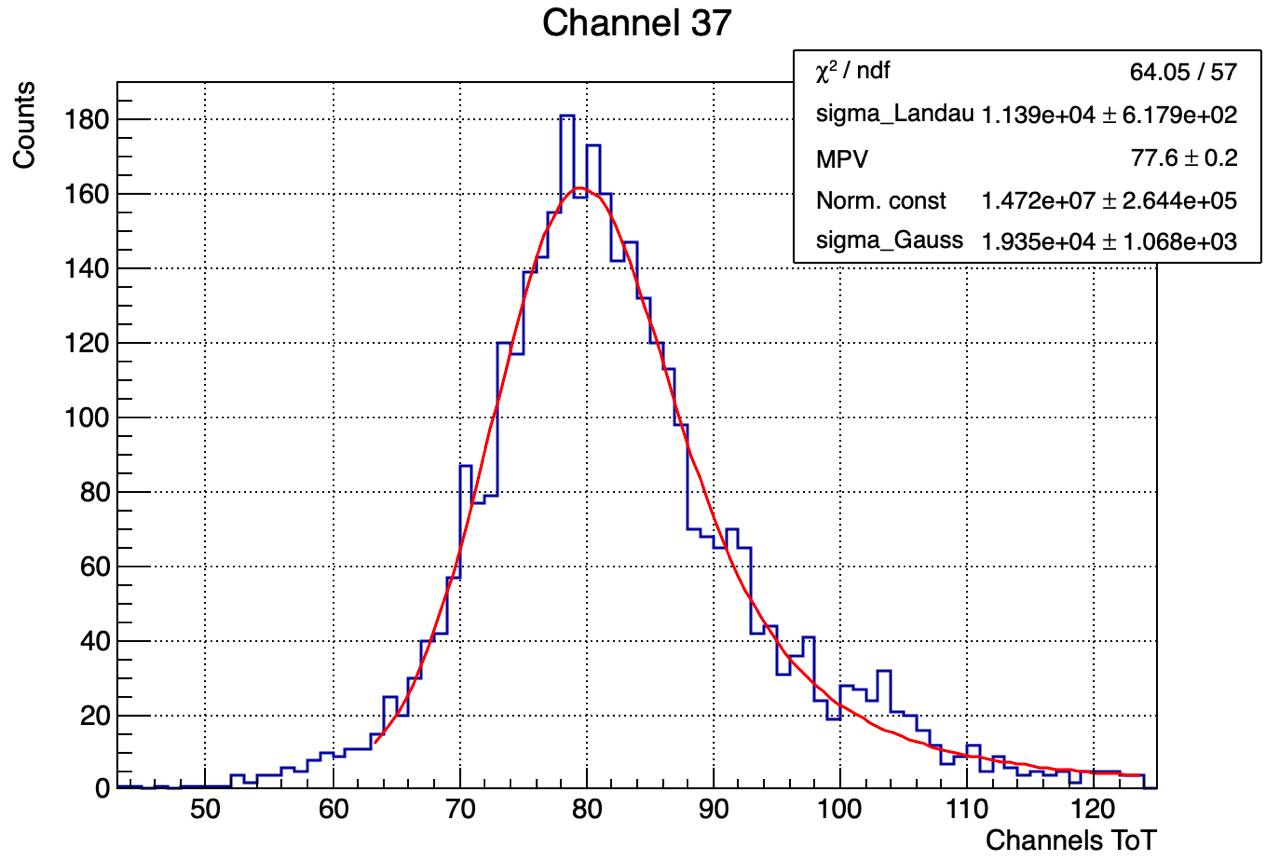 Channel 37
χ² / ndf 64.05 / 57
sigma_Landau 1.139e+04 ± 6.179e+02
MPV 77.6 ± 0.2
Norm. const 1.472e+07 ± 2.644e+05
sigma_Gauss 1.935e+04 ± 1.068e+03
Counts
180
160
140
120
100
80
60
40
20
0
50 60 70 80 90 100 110 120
Channels ToT